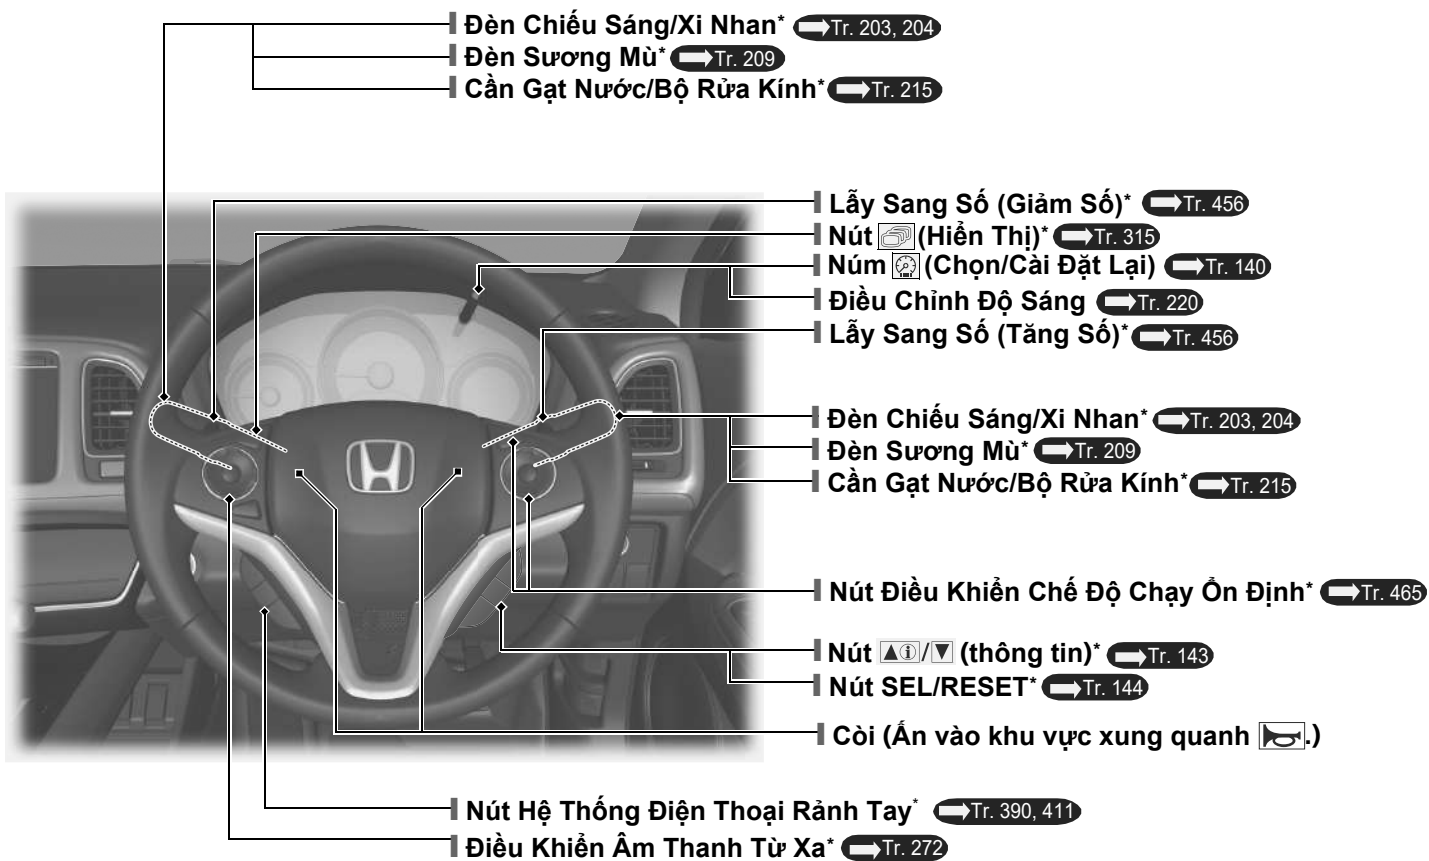 Đèn Chiếu Sáng/Xi Nhan* Tr. 203, 204
Đèn Sương Mù* Tr. 209
Cần Gạt Nước/Bộ Rửa Kính* Tr. 215
Lẫy Sang Số (Giảm Số)* Tr. 456
Nút (Hiển Thị)* Tr. 315
Núm (Chọn/Cài Đặt Lại) Tr. 140
Điều Chỉnh Độ Sáng Tr. 220
Lẫy Sang Số (Tăng Số)* Tr. 456
Đèn Chiếu Sáng/Xi Nhan* Tr. 203, 204
Đèn Sương Mù* Tr. 209
Cần Gạt Nước/Bộ Rửa Kính* Tr. 215
Nút Điều Khiển Chế Độ Chạy Ổn Định* Tr. 465
Nút ▲ⓘ/▼ (thông tin)* Tr. 143
Nút SEL/RESET* Tr. 144
Còi (Ấn vào khu vực xung quanh .)
Nút Hệ Thống Điện Thoại Rảnh Tay* Tr. 390, 411
Điều Khiển Âm Thanh Từ Xa* Tr. 272